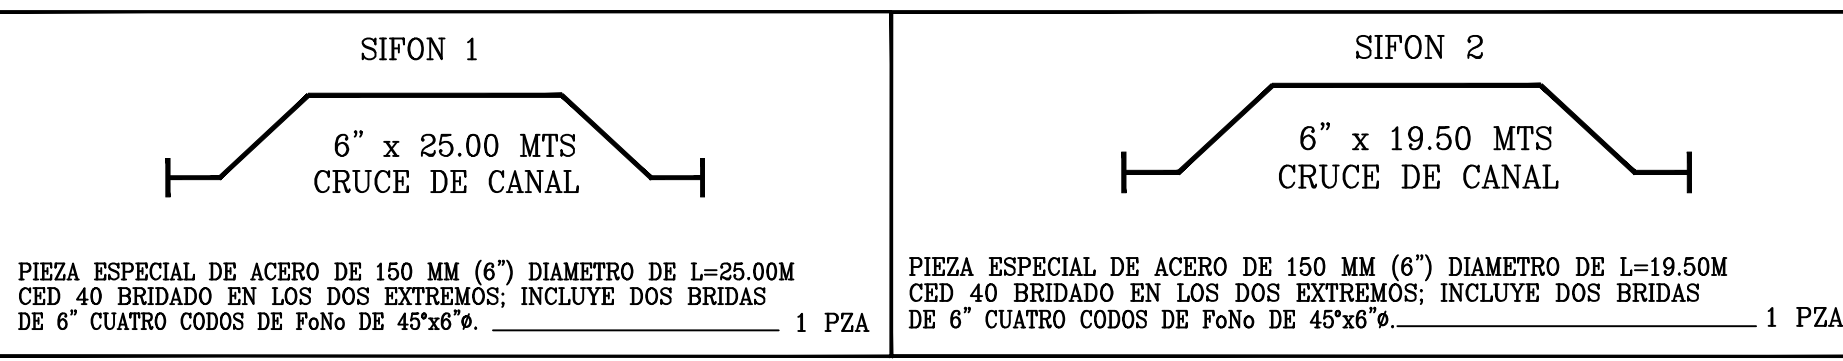 SIFON 1
6" x 25.00 MTS
CRUCE DE CANAL
PIEZA ESPECIAL DE ACERO DE 150 MM (6") DIAMETRO DE L=25.00M
CED 40 BRIDADO EN LOS DOS EXTREMOS; INCLUYE DOS BRIDAS
DE 6" CUATRO CODOS DE FoNo DE 45°x6"ø. 1 PZA
SIFON 2
6" x 19.50 MTS
CRUCE DE CANAL
PIEZA ESPECIAL DE ACERO DE 150 MM (6") DIAMETRO DE L=19.50M
CED 40 BRIDADO EN LOS DOS EXTREMOS; INCLUYE DOS BRIDAS
DE 6" CUATRO CODOS DE FoNo DE 45°x6"ø. 1 PZA